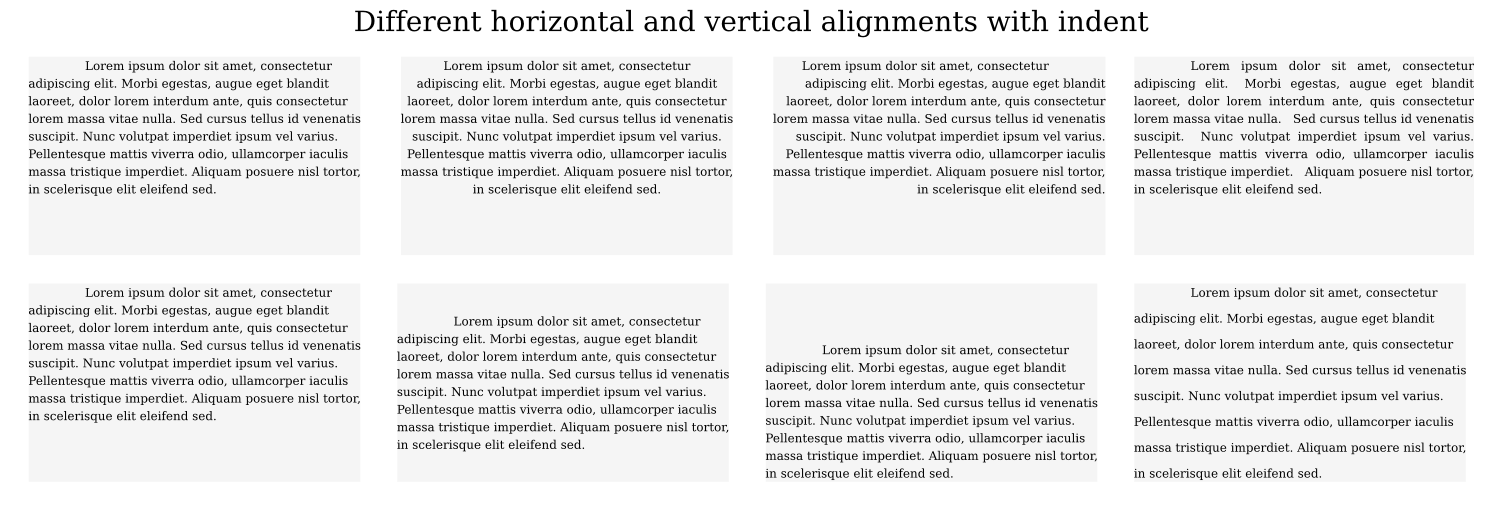 Different horizontal and vertical alignments with indent
Lorem ipsum dolor sit amet, consectetur
adipiscing elit. Morbi egestas, augue eget blandit
laoreet, dolor lorem interdum ante, quis consectetur
lorem massa vitae nulla. Sed cursus tellus id venenatis
suscipit. Nunc volutpat imperdiet ipsum vel varius.
Pellentesque mattis viverra odio, ullamcorper iaculis
massa tristique imperdiet. Aliquam posuere nisl tortor,
in scelerisque elit eleifend sed.
Lorem ipsum dolor sit amet, consectetur
adipiscing elit. Morbi egestas, augue eget blandit
laoreet, dolor lorem interdum ante, quis consectetur
lorem massa vitae nulla. Sed cursus tellus id venenatis
suscipit. Nunc volutpat imperdiet ipsum vel varius.
Pellentesque mattis viverra odio, ullamcorper iaculis
massa tristique imperdiet. Aliquam posuere nisl tortor,
in scelerisque elit eleifend sed.
Lorem ipsum dolor sit amet, consectetur
adipiscing elit. Morbi egestas, augue eget blandit
laoreet, dolor lorem interdum ante, quis consectetur
lorem massa vitae nulla. Sed cursus tellus id venenatis
suscipit. Nunc volutpat imperdiet ipsum vel varius.
Pellentesque mattis viverra odio, ullamcorper iaculis
massa tristique imperdiet. Aliquam posuere nisl tortor,
in scelerisque elit eleifend sed.
Lorem ipsum dolor sit amet, consectetur
adipiscing elit. Morbi egestas, augue eget blandit
laoreet, dolor lorem interdum ante, quis consectetur
lorem massa vitae nulla. Sed cursus tellus id venenatis
suscipit. Nunc volutpat imperdiet ipsum vel varius.
Pellentesque mattis viverra odio, ullamcorper iaculis
massa tristique imperdiet. Aliquam posuere nisl tortor,
in scelerisque elit eleifend sed.
Lorem ipsum dolor sit amet, consectetur
adipiscing elit. Morbi egestas, augue eget blandit
laoreet, dolor lorem interdum ante, quis consectetur
lorem massa vitae nulla. Sed cursus tellus id venenatis
suscipit. Nunc volutpat imperdiet ipsum vel varius.
Pellentesque mattis viverra odio, ullamcorper iaculis
massa tristique imperdiet. Aliquam posuere nisl tortor,
in scelerisque elit eleifend sed.
Lorem ipsum dolor sit amet, consectetur
adipiscing elit. Morbi egestas, augue eget blandit
laoreet, dolor lorem interdum ante, quis consectetur
lorem massa vitae nulla. Sed cursus tellus id venenatis
suscipit. Nunc volutpat imperdiet ipsum vel varius.
Pellentesque mattis viverra odio, ullamcorper iaculis
massa tristique imperdiet. Aliquam posuere nisl tortor,
in scelerisque elit eleifend sed.
Lorem ipsum dolor sit amet, consectetur
adipiscing elit. Morbi egestas, augue eget blandit
laoreet, dolor lorem interdum ante, quis consectetur
lorem massa vitae nulla. Sed cursus tellus id venenatis
suscipit. Nunc volutpat imperdiet ipsum vel varius.
Pellentesque mattis viverra odio, ullamcorper iaculis
massa tristique imperdiet. Aliquam posuere nisl tortor,
in scelerisque elit eleifend sed.
Lorem ipsum dolor sit amet, consectetur
adipiscing elit. Morbi egestas, augue eget blandit
laoreet, dolor lorem interdum ante, quis consectetur
lorem massa vitae nulla. Sed cursus tellus id venenatis
suscipit. Nunc volutpat imperdiet ipsum vel varius.
Pellentesque mattis viverra odio, ullamcorper iaculis
massa tristique imperdiet. Aliquam posuere nisl tortor,
in scelerisque elit eleifend sed.